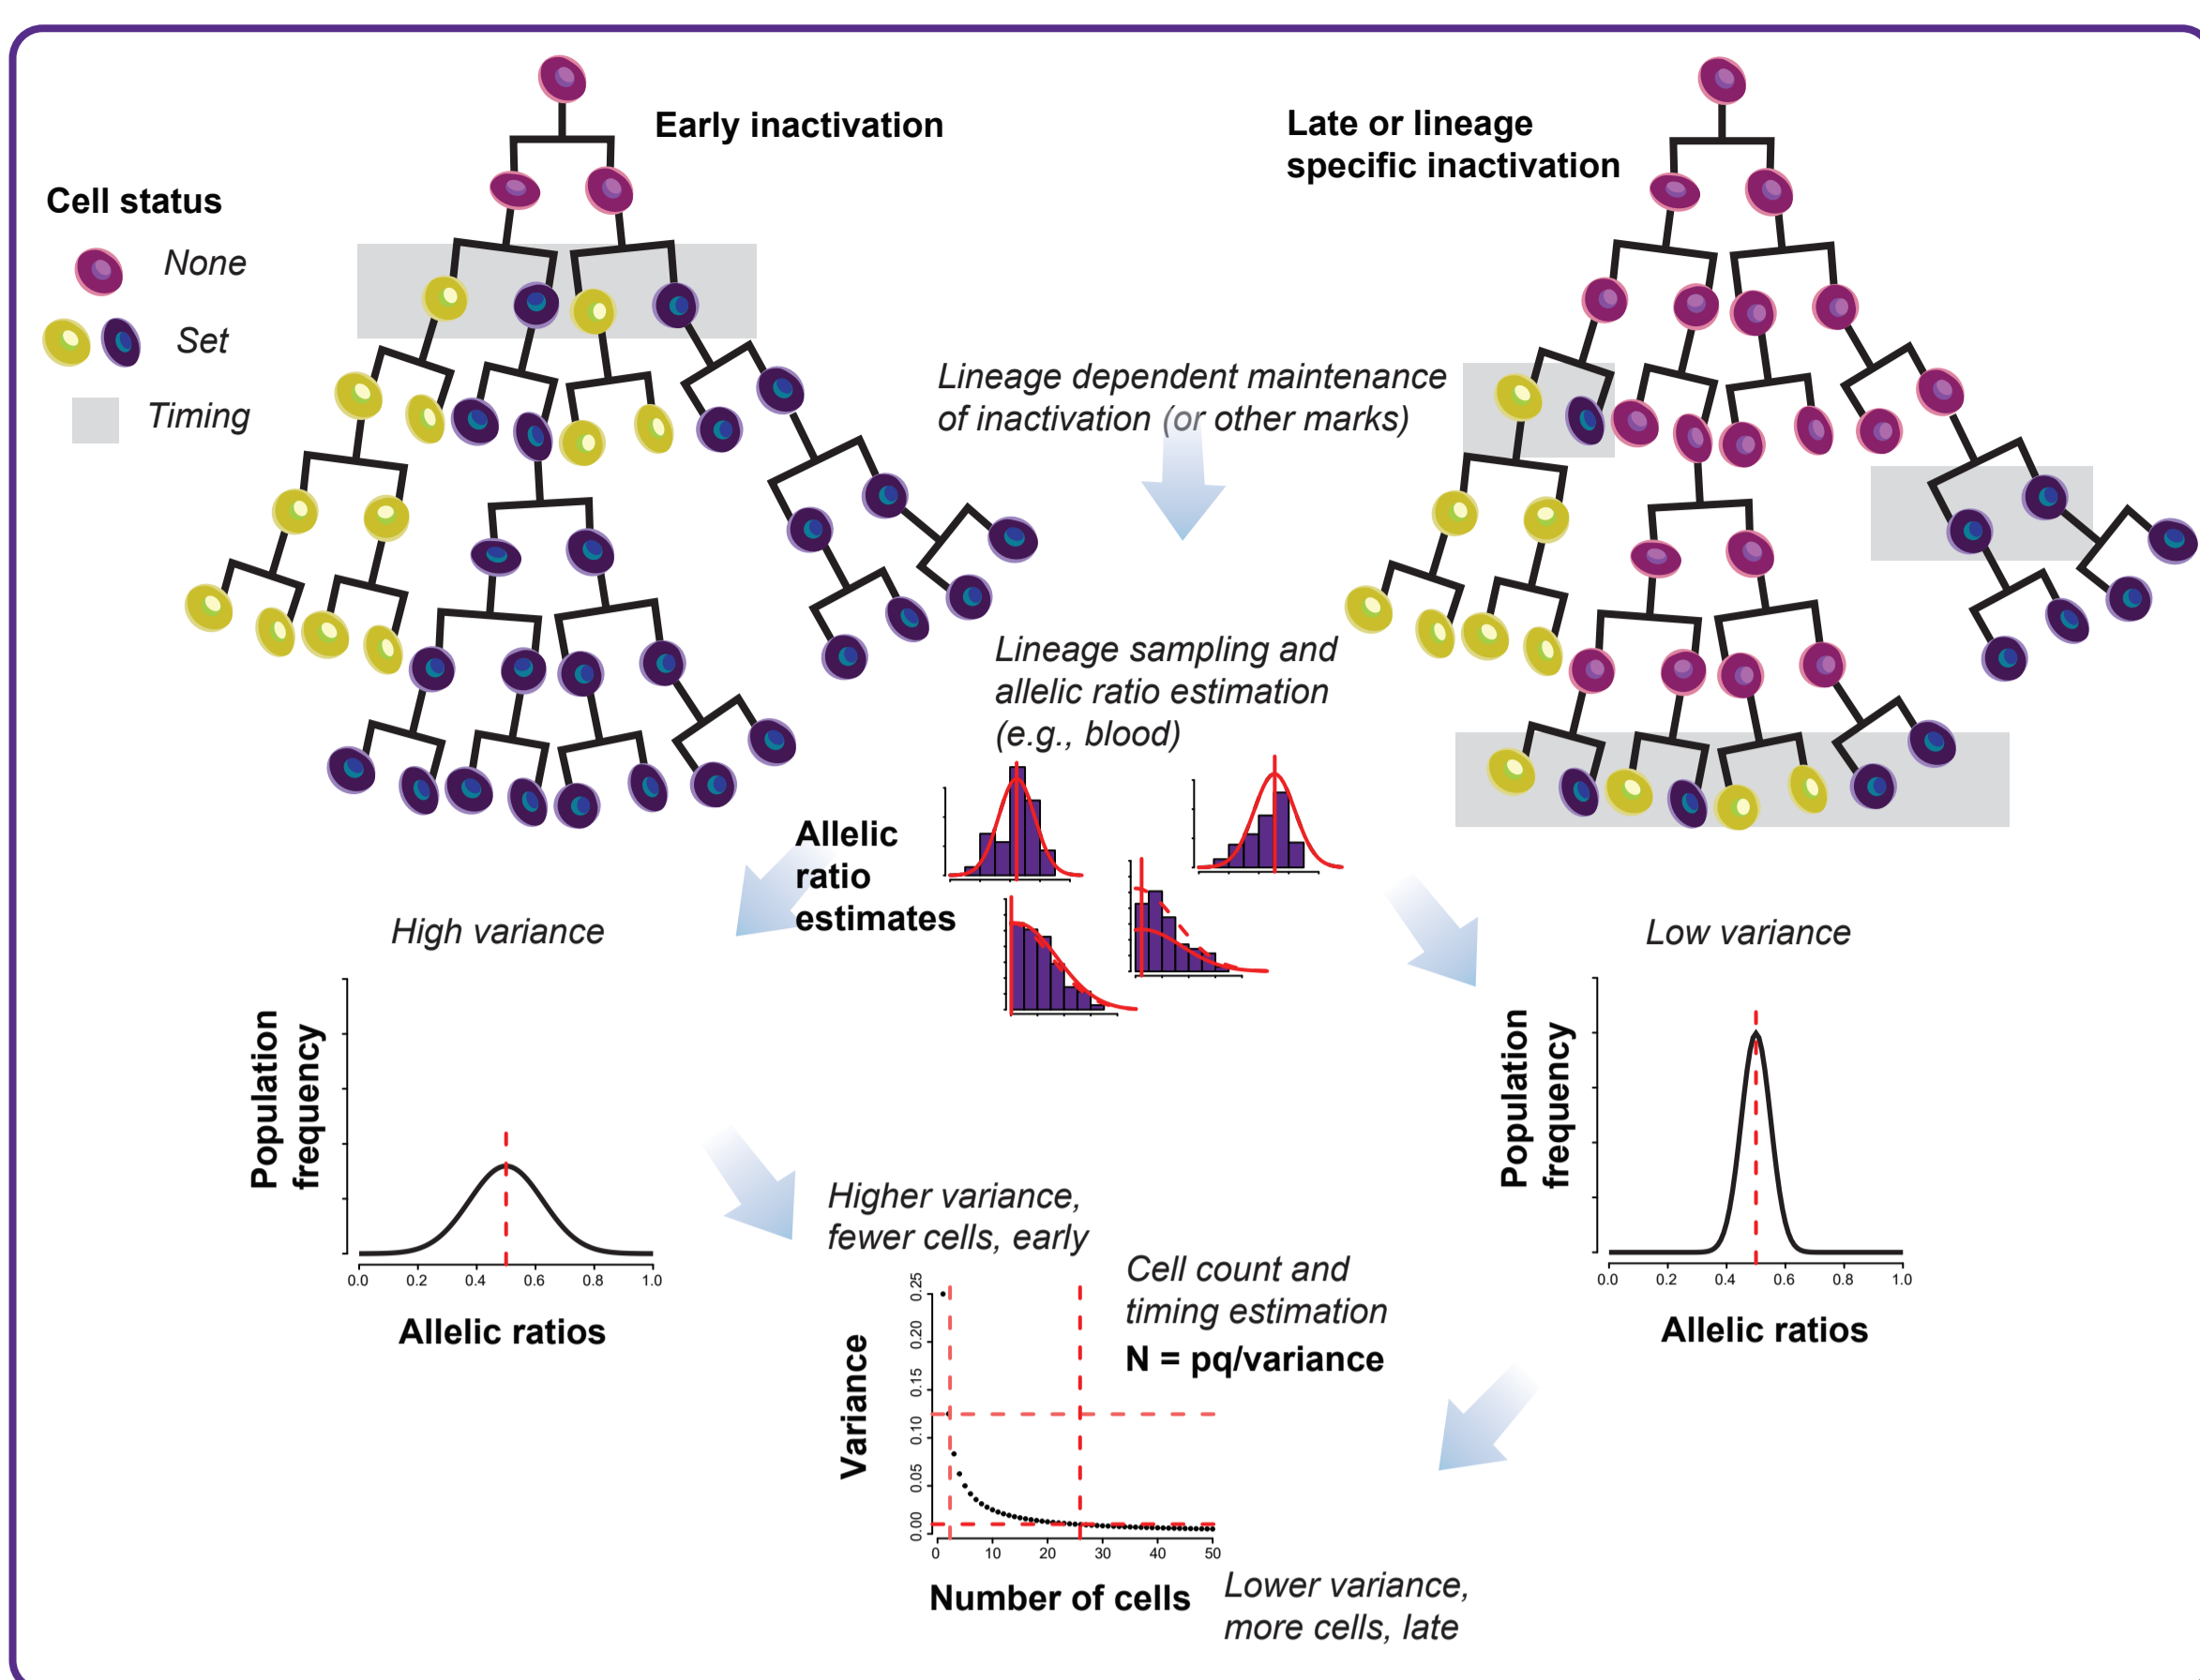 Early inactivation
Late or lineage
specific inactivation
Cell status
None
Set
Timing
Lineage dependent maintenance
of inactivation (or other marks)
Lineage sampling and
allelic ratio estimation
(e.g., blood)
Allelic
ratio
estimates
High variance
Low variance
Population
frequency
0.0 0.2 0.4 0.6 0.8 1.0
Allelic ratios
Population
frequency
0.0 0.2 0.4 0.6 0.8 1.0
Allelic ratios
Higher variance,
fewer cells, early
Cell count and
timing estimation
N = pq/variance
Variance
0.00 0.05 0.10 0.15 0.20 0.25
0 10 20 30 40 50
Number of cells
Lower variance,
more cells, late